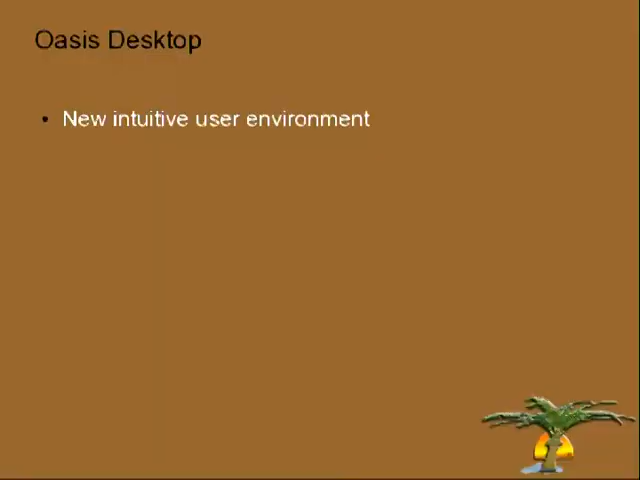 Oasis Desktop
• New intuitive user environment